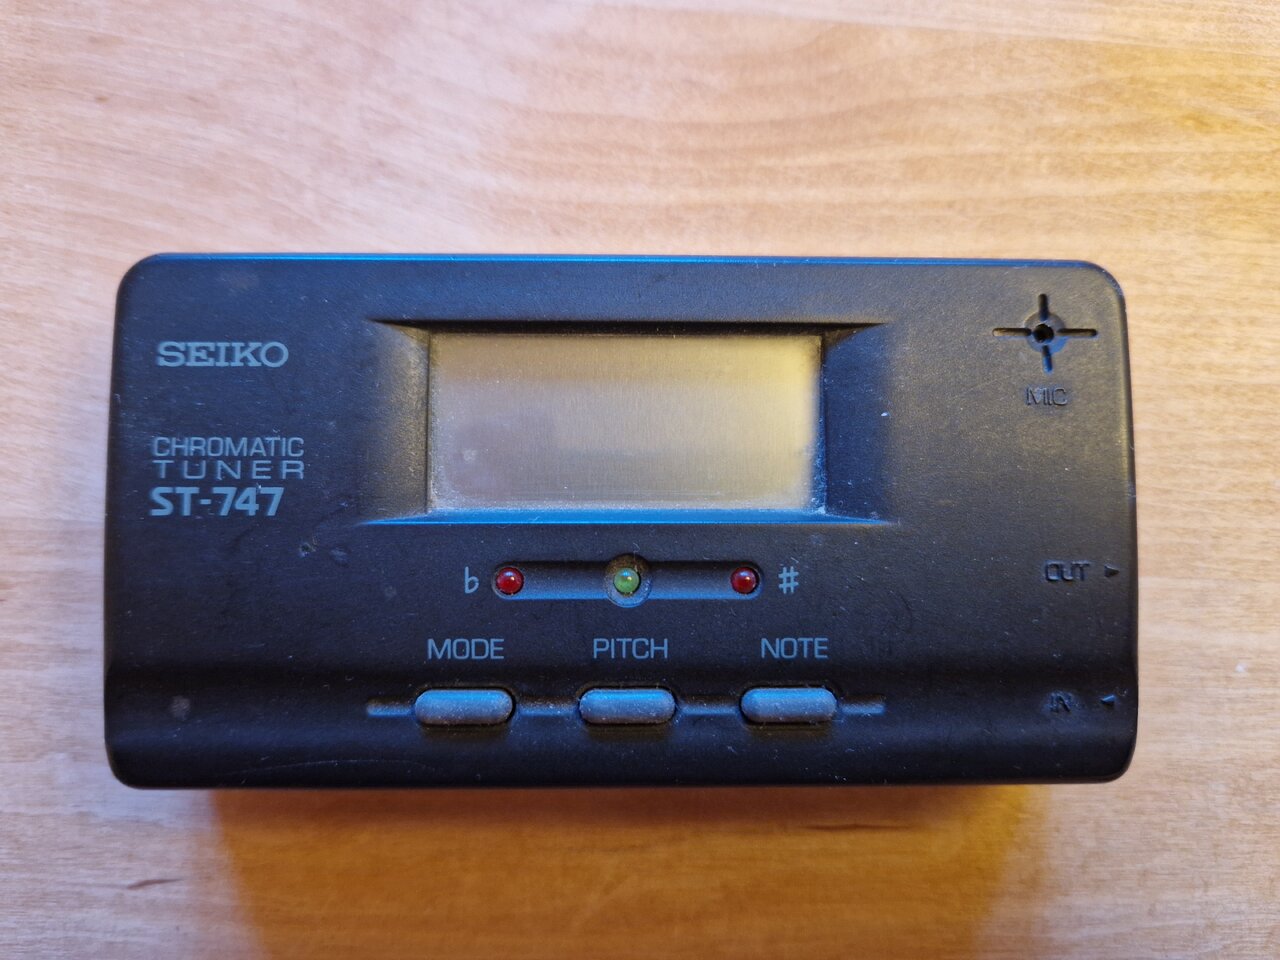 SEIKO
MIC
CHROMATIC
TUNER
ST-747
OUT
♭ #
MODE PITCH NOTE
IN